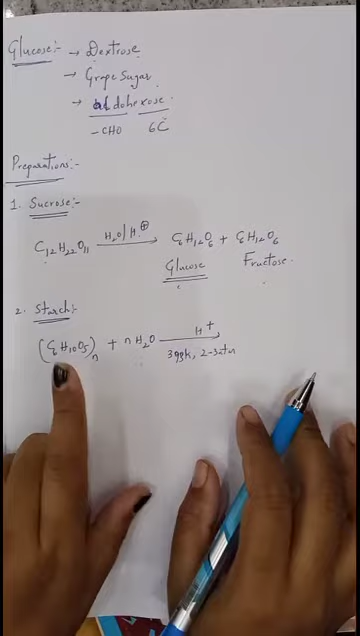 Glucose:- → Dextrose
→ Grape Sugar
→ aldohexose.
-CHO 6C
Preparations:-
1. Sucrose:-
C12H22O11 —H2O/H⊕→ C6H12O6 + C6H12O6
Glucose Fructose.
2. Starch:-
(C6H10O5)n + nH2O —H+→
393k, 2-3atm